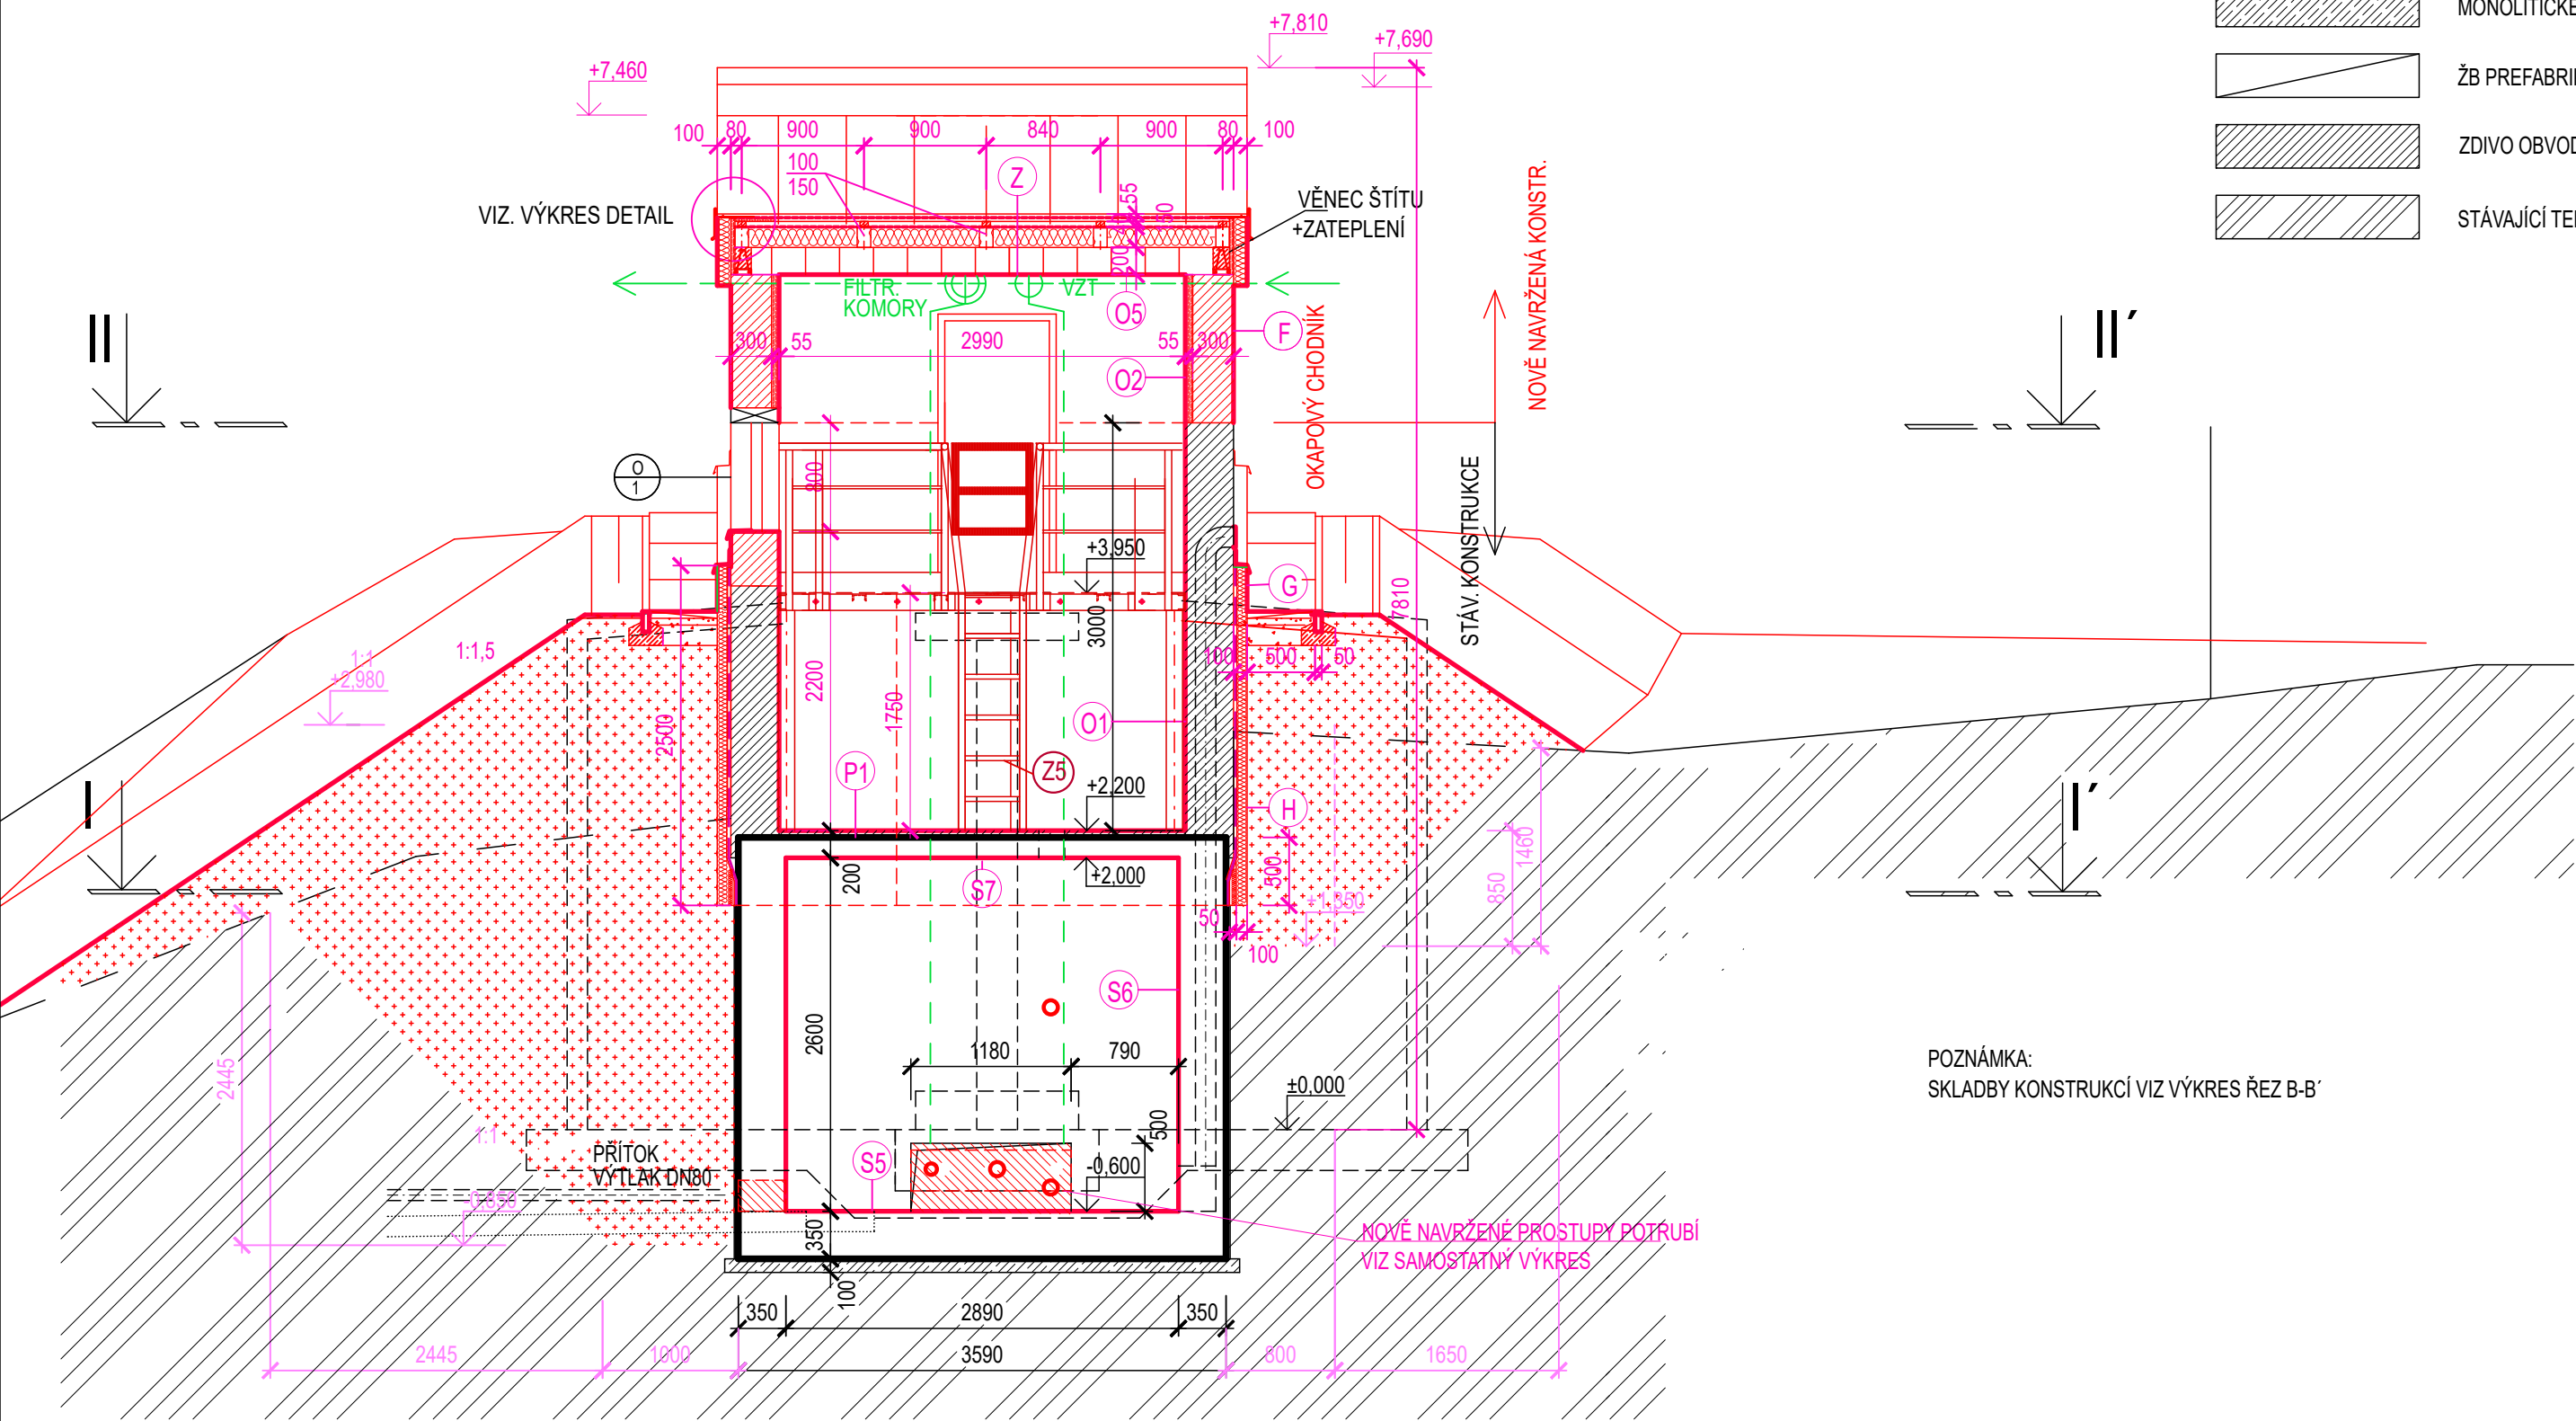 MONOLITICKÉ
+7,810
+7,690
+7,460
ŽB PREFABRI
100 80 900 900 840 900 80 100
ZDIVO OBVOD
100
150
Z
55
50
VIZ. VÝKRES DETAIL
VĚNEC ŠTÍTU
+ZATEPLENÍ
STÁVAJÍCÍ TE
200
FILTR.
KOMORY
VZT
O5
NOVĚ NAVRŽENÁ KONSTR.
OKAPOVÝ CHODNÍK
F
II
II´
300 55 2990 55 300
O2
O
1
800
STÁV. KONSTRUKCE
+3,950
G
7810
3000
1:1,5
1:1
+2,980
100 500 50
2200
1750
2500
O1
P1
Z5
+2,200
H
I
I´
1460
850
500
200
+2,000
S7
+1,350
50
100
S6
2600
1180 790
2445
POZNÁMKA:
SKLADBY KONSTRUKCÍ VIZ VÝKRES ŘEZ B-B´
±0,000
500
1:1
PŘÍTOK
VÝTLAK DN80
S5
-0,600
-0,850
350
NOVĚ NAVRŽENÉ PROSTUPY POTRUBÍ
VIZ SAMOSTATNÝ VÝKRES
100
350 2890 350
2445 1000 3590 800 1650